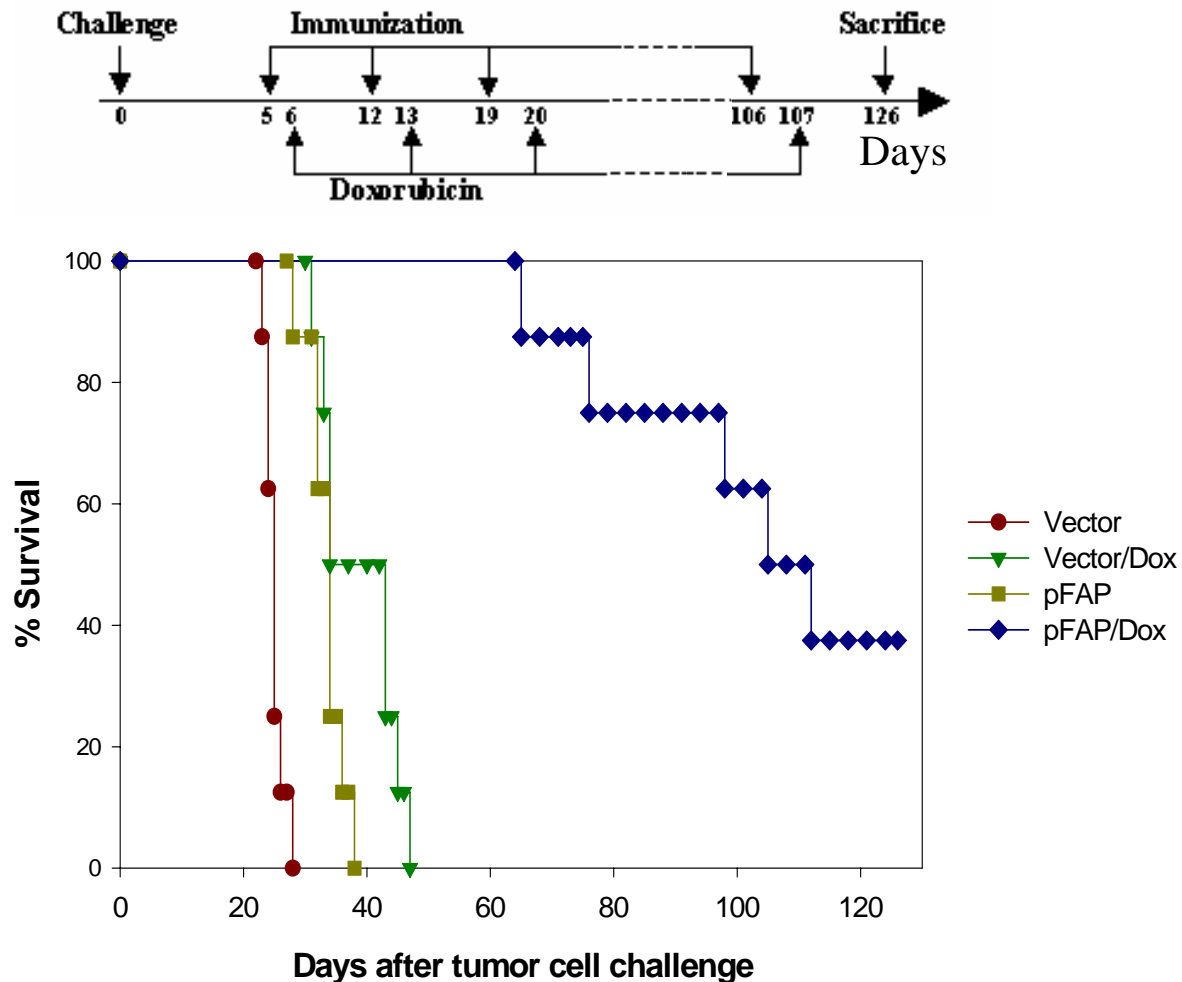 Challenge Immunization Sacrifice
0 5 6 12 13 19 20 106 107 126
Days
Doxorubicin
100
80
60
40
20
0
% Survival
Vector
Vector/Dox
pFAP
pFAP/Dox
0 20 40 60 80 100 120
Days after tumor cell challenge